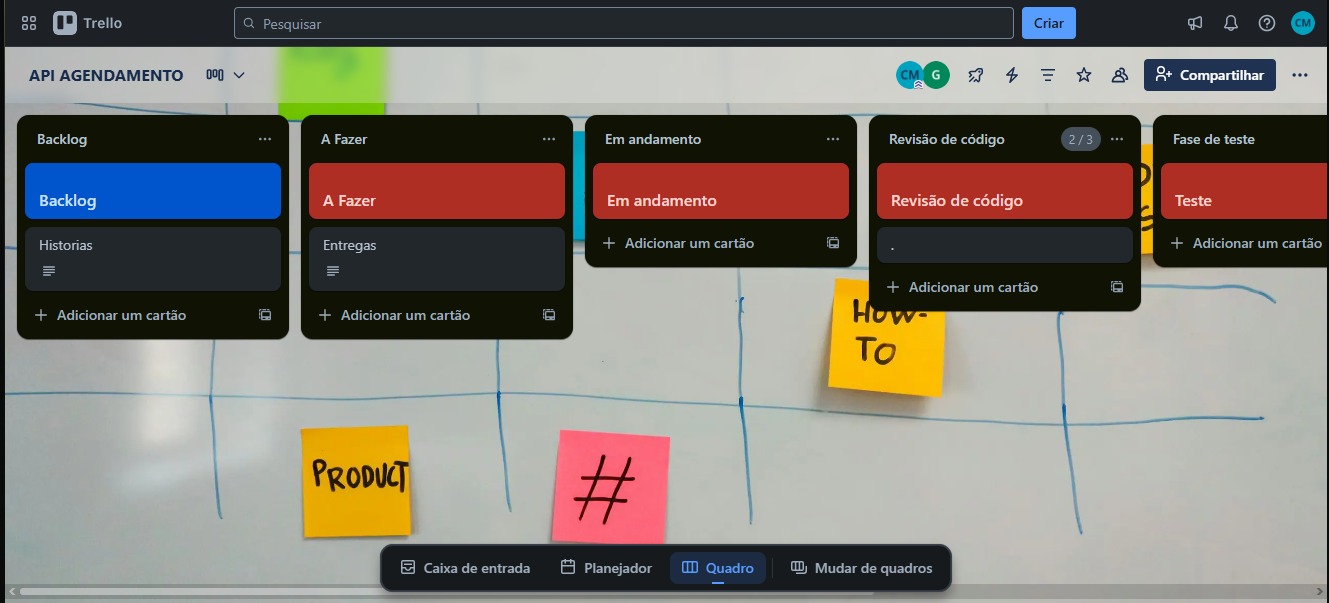 Trello
Pesquisar
Criar
CM
API AGENDAMENTO
CM
G
Compartilhar
Backlog
Backlog
Historias
Adicionar um cartão
A Fazer
A Fazer
Entregas
Adicionar um cartão
Em andamento
Em andamento
Adicionar um cartão
Revisão de código
2 / 3
Revisão de código
.
Adicionar um cartão
Fase de teste
Teste
Adicionar um cartão
HOW-
TO
PRODUCT
#
Caixa de entrada
Planejador
Quadro
Mudar de quadros